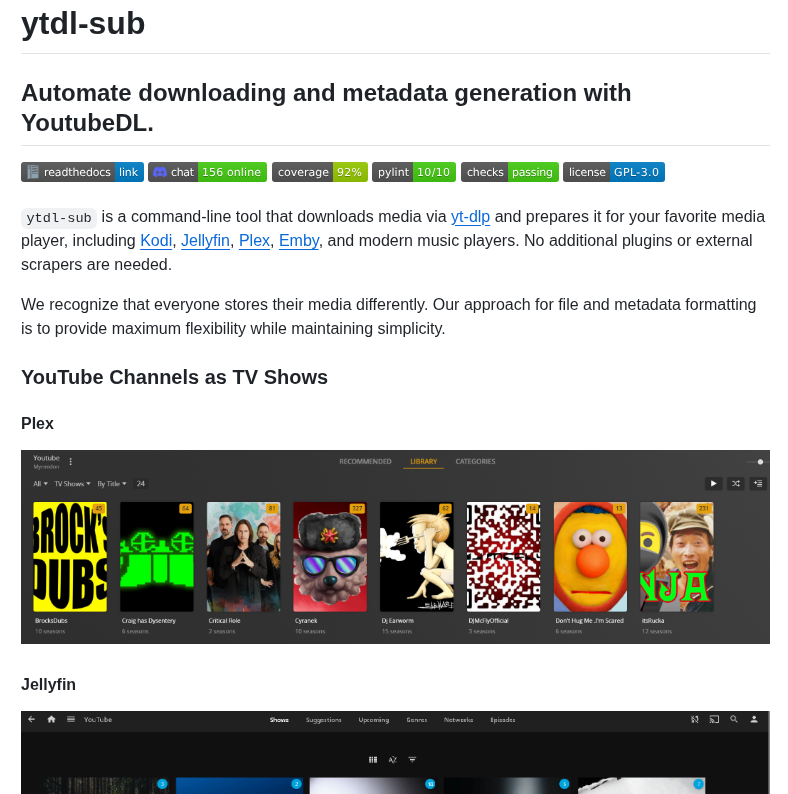 ytdl-sub
Automate downloading and metadata generation with
YoutubeDL.
readthedocs link chat 156 online coverage 92% pylint 10/10 checks passing license GPL-3.0
ytdl-sub is a command-line tool that downloads media via yt-dlp and prepares it for your favorite media
player, including Kodi, Jellyfin, Plex, Emby, and modern music players. No additional plugins or external
scrapers are needed.
We recognize that everyone stores their media differently. Our approach for file and metadata formatting
is to provide maximum flexibility while maintaining simplicity.
YouTube Channels as TV Shows
Plex
Youtube
RECOMMENDED LIBRARY CATEGORIES
All TV Shows By Title 24
45 64 81 327 62 14 13 231
BROCK'S
DUBS
NJA
BrocksDubs Craig has Dysentery Critical Role Cyranek Dj Earworm DJMcFlyOfficial Don't Hug Me .I'm Scared ItsRucka
10 seasons 6 seasons 2 seasons 10 seasons 15 seasons 3 seasons 6 seasons 12 seasons
Jellyfin
YouTube Shows Suggestions Upcoming Genres Networks Episodes